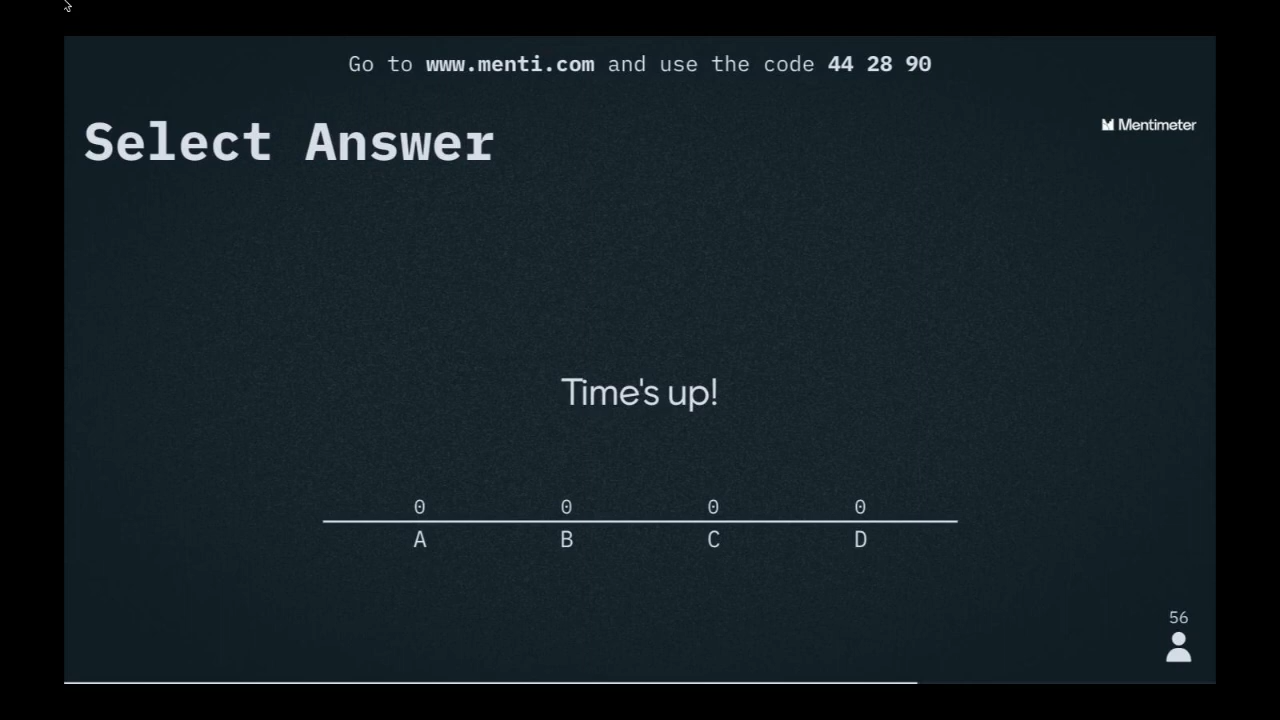 Go to www.menti.com and use the code 44 28 90
Select Answer
Mentimeter
Time's up!
0 0 0 0
A B C D
56